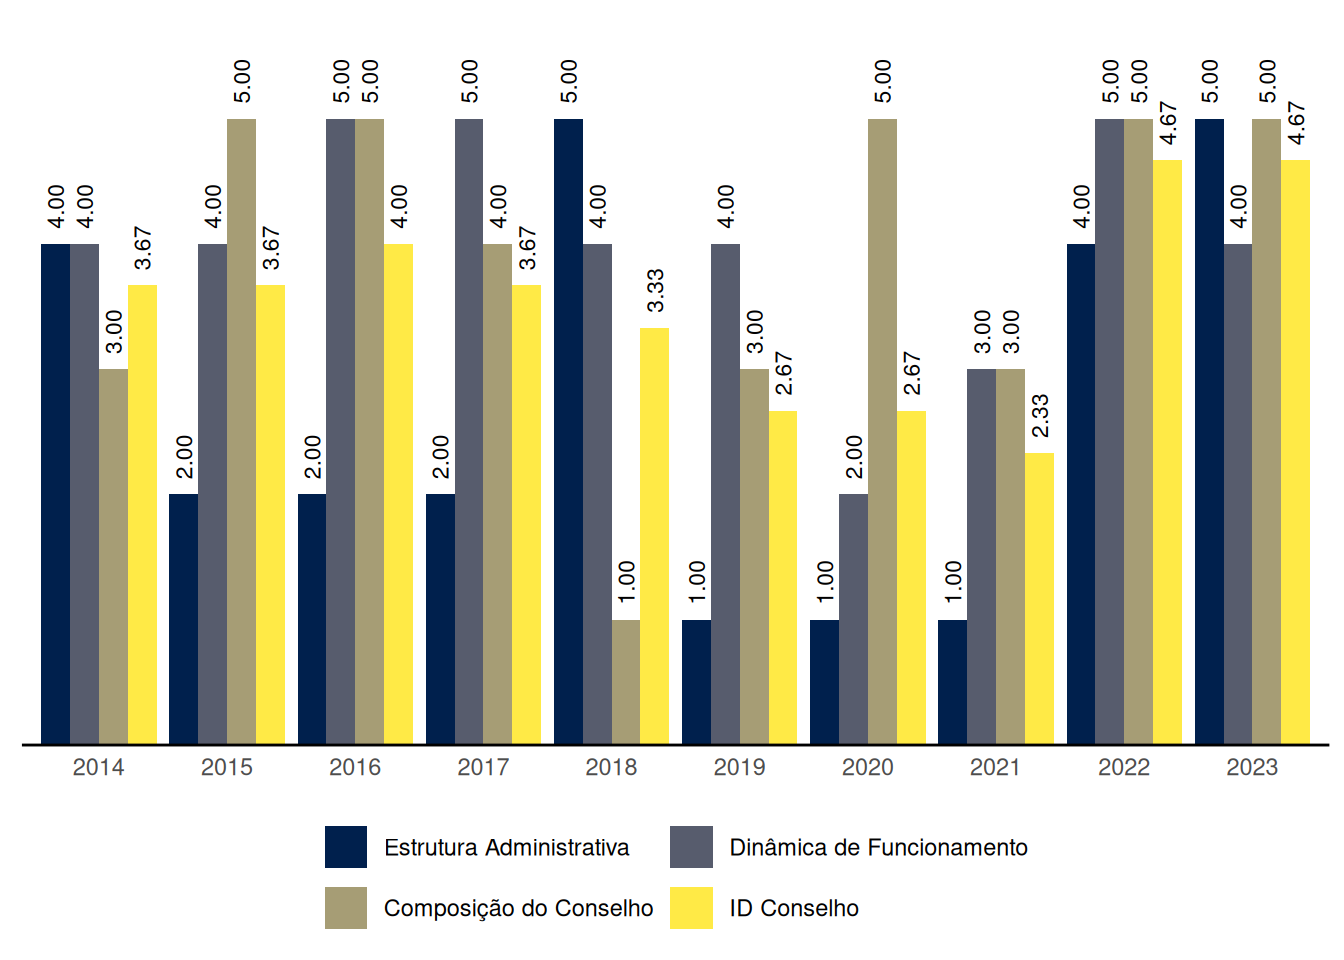 4.00 4.00 3.00 3.67 2.00 4.00 5.00 3.67 2.00 5.00 5.00 4.00 2.00 5.00 4.00 3.67 5.00 4.00 1.00 3.33 1.00 4.00 3.00 2.67 1.00 2.00 5.00 2.67 1.00 3.00 3.00 2.33 4.00 5.00 5.00 4.67 5.00 4.00 5.00 4.67
2014 2015 2016 2017 2018 2019 2020 2021 2022 2023
Estrutura Administrativa Dinâmica de Funcionamento
Composição do Conselho ID Conselho